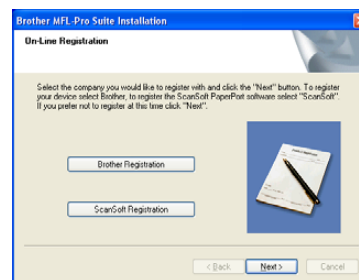 Brother MFL-Pro Suite Installation
On-Line Registration
Select the company you would like to register with and click the "Next" button. To register
your device select Brother, to register the ScanSoft PaperPort software select "ScanSoft".
If you prefer not to register at this time click "Next".
Brother Registration
ScanSoft Registration
< Back
Next >
Cancel